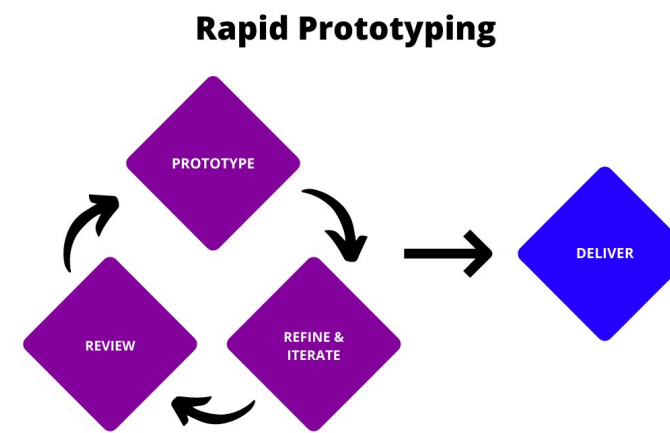 Rapid Prototyping
PROTOTYPE
DELIVER
REVIEW
REFINE &
ITERATE